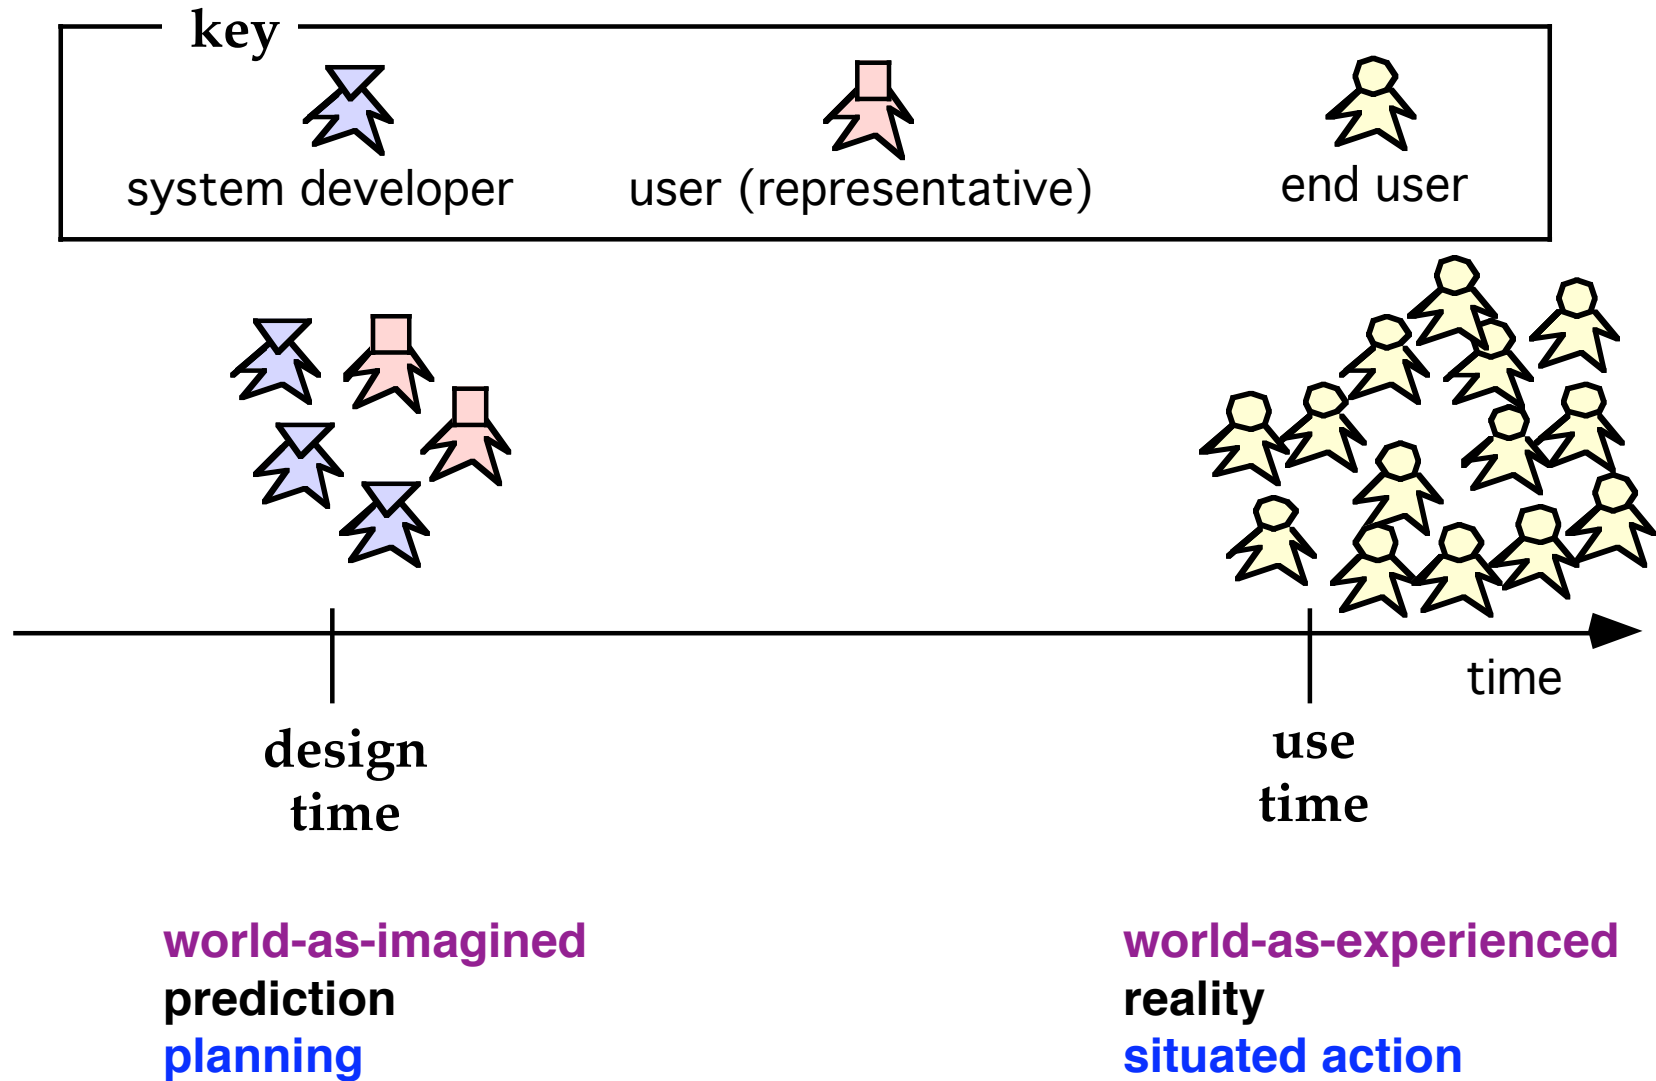 key
system developer
user (representative)
end user
time
design
time
use
time
world-as-imagined
prediction
planning
world-as-experienced
reality
situated action